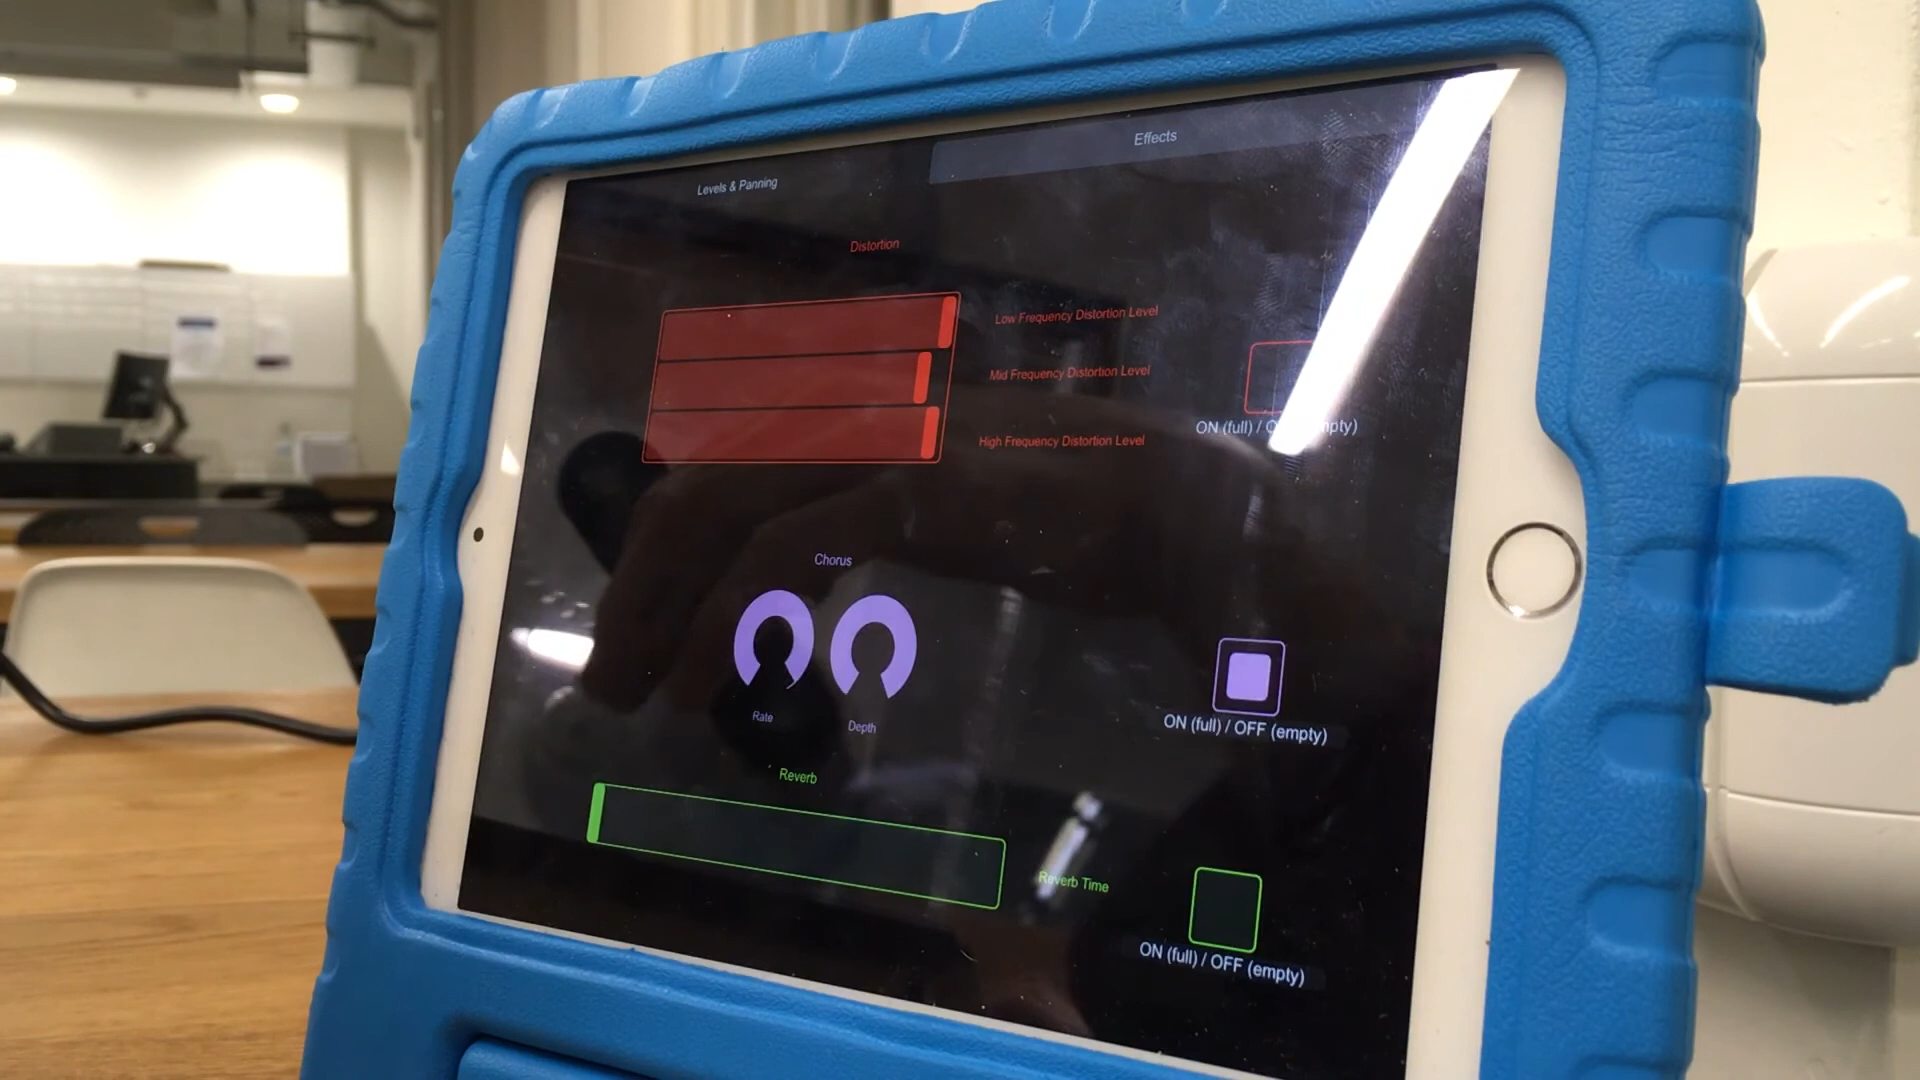 Levels & Panning
Effects
Distortion
Low Frequency Distortion Level
Mid Frequency Distortion Level
High Frequency Distortion Level
ON (full) /
Chorus
Rate
Depth
ON (full) / OFF (empty)
Reverb
Reverb Time
ON (full) / OFF (empty)